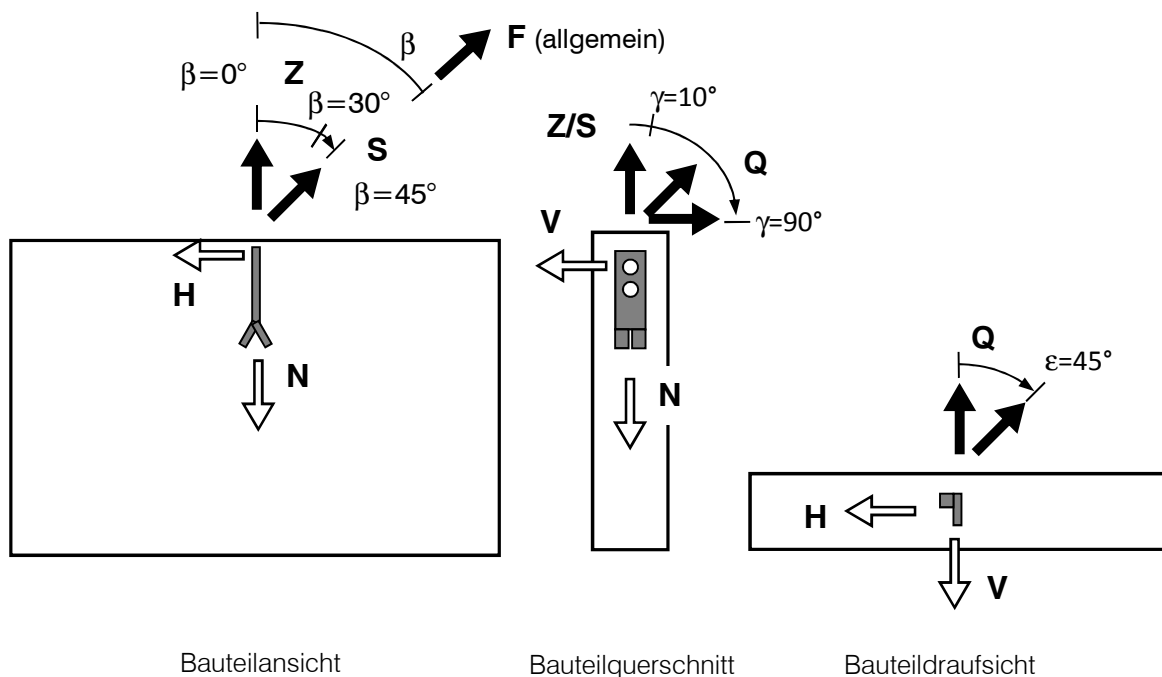 β
F (allgemein)
β=0°
Z
β=30°
S
β=45°
H
N
γ=10°
Z/S
Q
V
γ=90°
N
Q
ε=45°
H
V
Bauteilansicht
Bauteilquerschnitt
Bauteildraufsicht